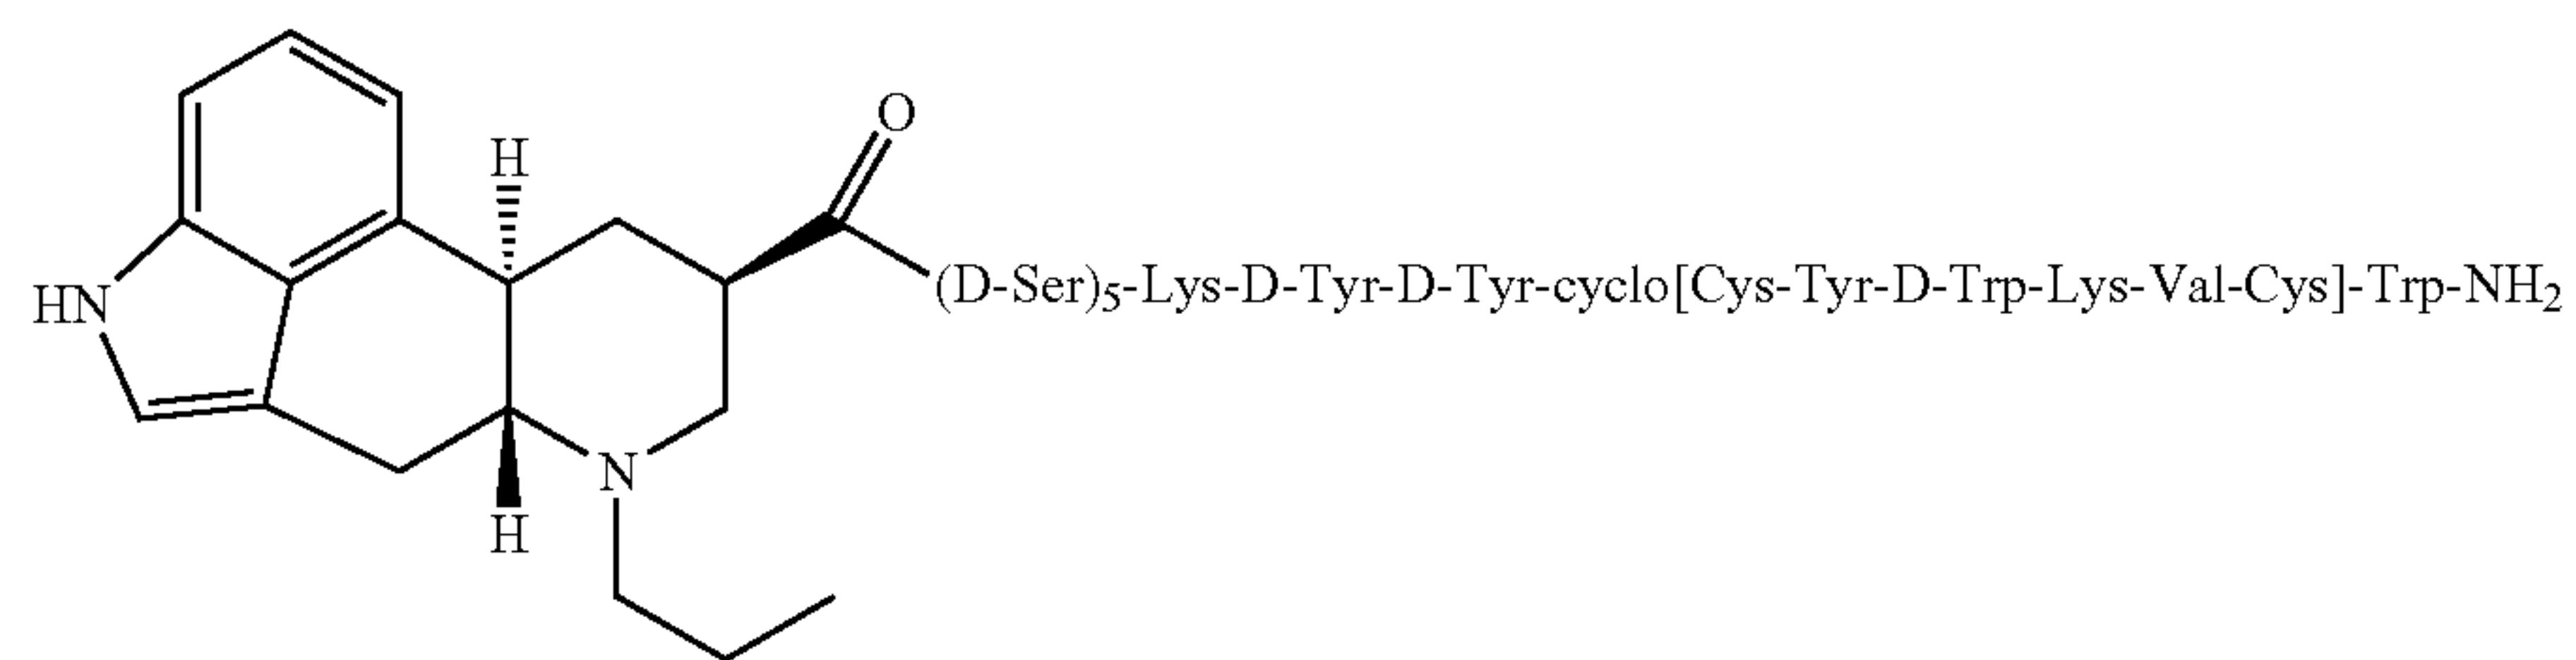 O
H
(D-Ser)5-Lys-D-Tyr-D-Tyr-cyclo[Cys-Tyr-D-Trp-Lys-Val-Cys]-Trp-NH2
HN
N
H